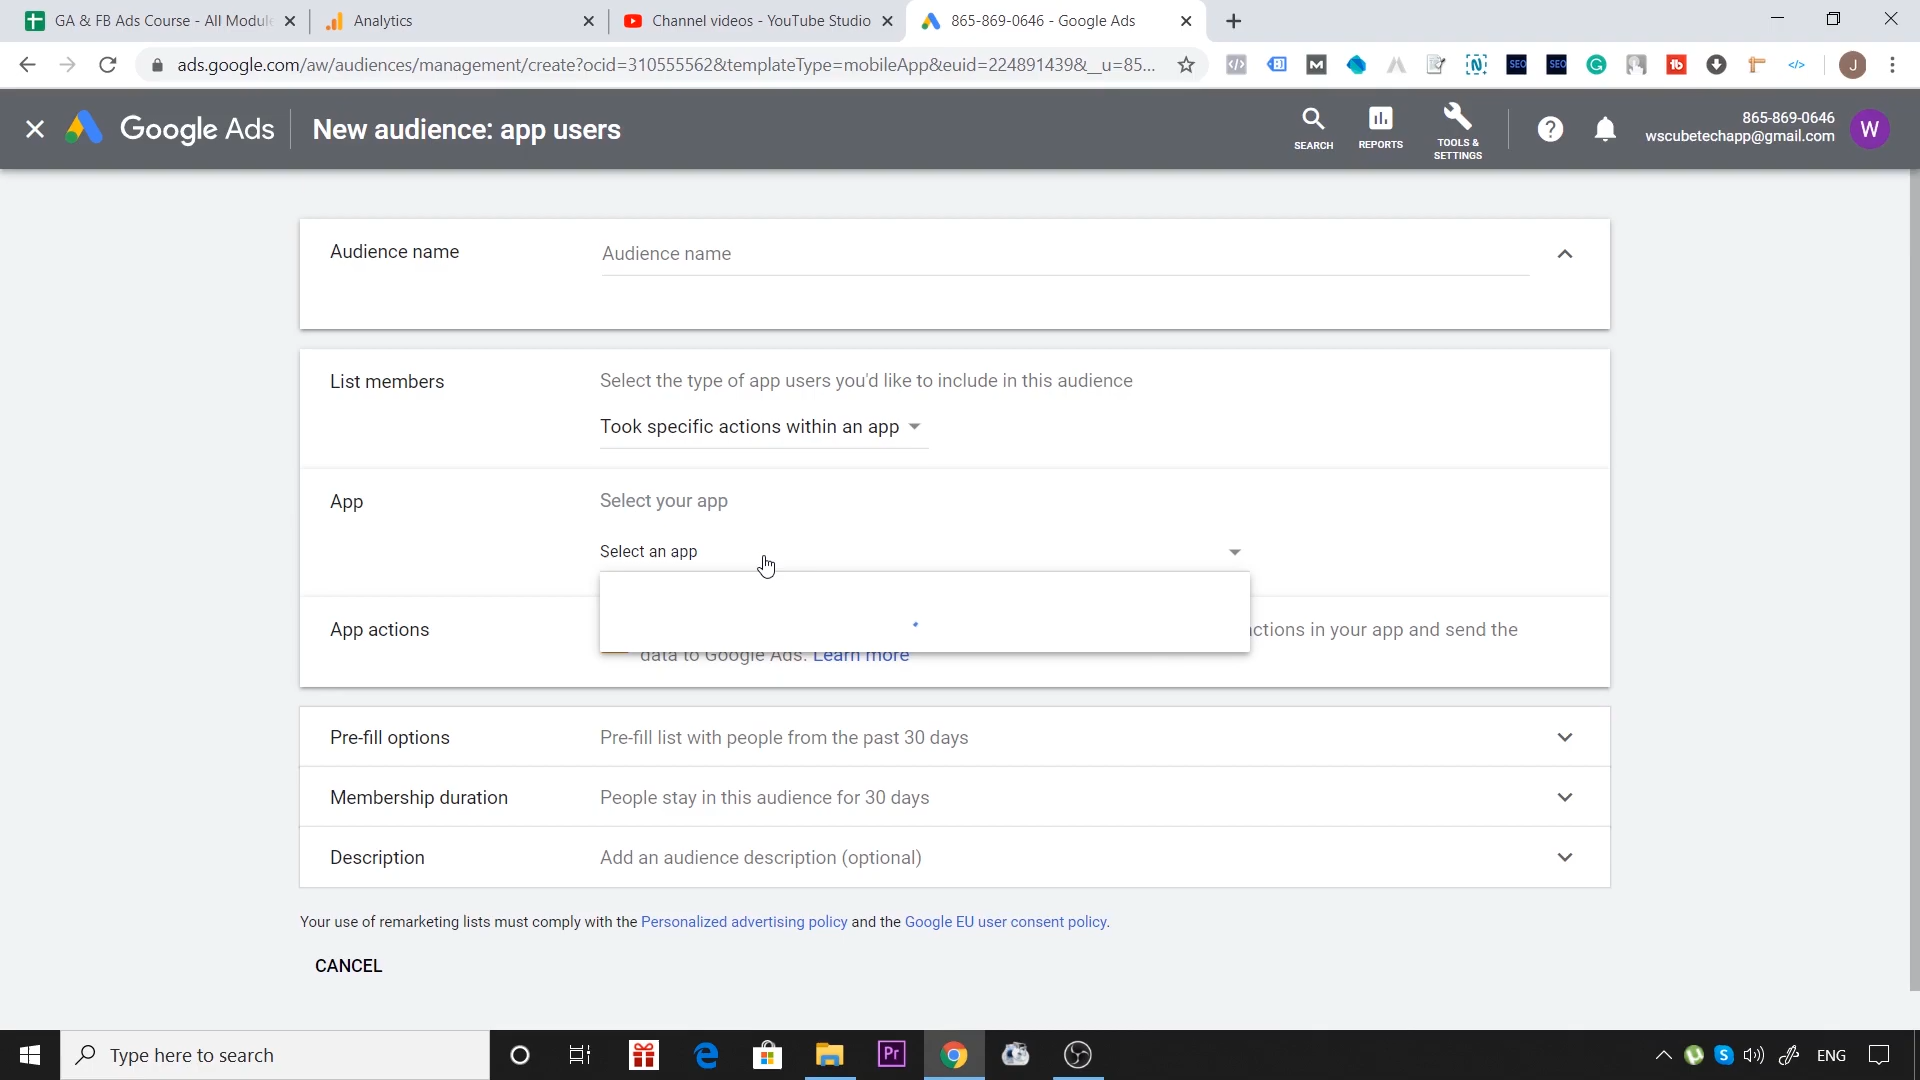 GA & FB Ads Course - All Module
Analytics
Channel videos - YouTube Studio
865-869-0646 - Google Ads
ads.google.com/aw/audiences/management/create?ocid=310555562&templateType=mobileApp&euid=224891439&__u=85...
Google Ads
New audience: app users
SEARCH
REPORTS
TOOLS &
SETTINGS
865-869-0646
wscubetechapp@gmail.com
W
J
Audience name
Audience name
List members
Select the type of app users you'd like to include in this audience
Took specific actions within an app
App
Select your app
Select an app
App actions
actions in your app and send the
data to Google Ads. Learn more
Pre-fill options
Pre-fill list with people from the past 30 days
Membership duration
People stay in this audience for 30 days
Description
Add an audience description (optional)
Your use of remarketing lists must comply with the Personalized advertising policy and the Google EU user consent policy.
CANCEL
Type here to search
Pr
ENG